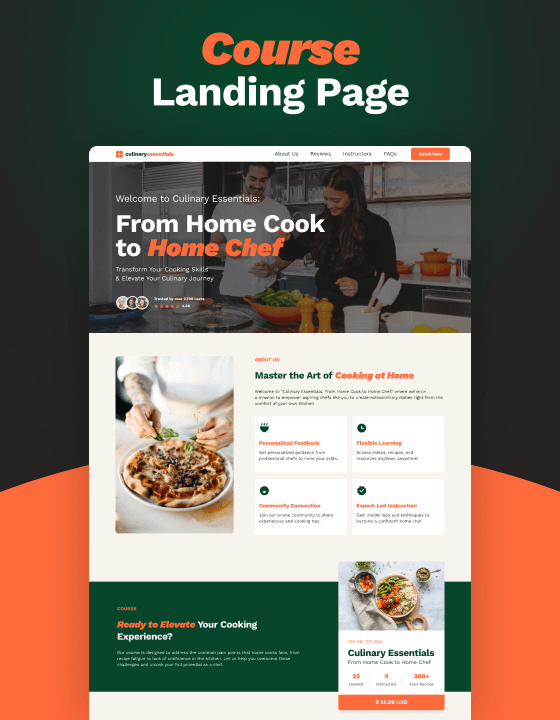 Course
Landing Page
culinaryessentials
About Us
Reviews
Instructors
FAQs
Enroll Now
Welcome to Culinary Essentials:
From Home Cook
to Home Chef
Transform Your Cooking Skills
& Elevate Your Culinary Journey
ABOUT US
Master the Art of Cooking at Home
Welcome to "Culinary Essentials: From Home Cook to Home Chef," where we're on
a mission to empower aspiring chefs like you to create extraordinary dishes right from the
comfort of your own kitchen.
Personalized Feedback
Get personalized guidance from
professional chefs to hone your skills.
Flexible Learning
Access videos, recipes, and
resources anytime, anywhere.
Community Connection
Join our online community to share
experiences and cooking tips.
Expert-Led Instruction
Gain insider tips and techniques to
become a confident home chef.
COURSE
Ready to Elevate Your Cooking
Experience?
Our course is designed to address the common pain points that home cooks face, from
recipe fatigue to lack of confidence in the kitchen. Let us help you overcome those
challenges and unlock your full potential as a chef.
ONLINE COURSE
Culinary Essentials
From Home Cook to Home Chef
25
Lessons
4
Instructors
300+
Food Recipes
$ 55.00 USD